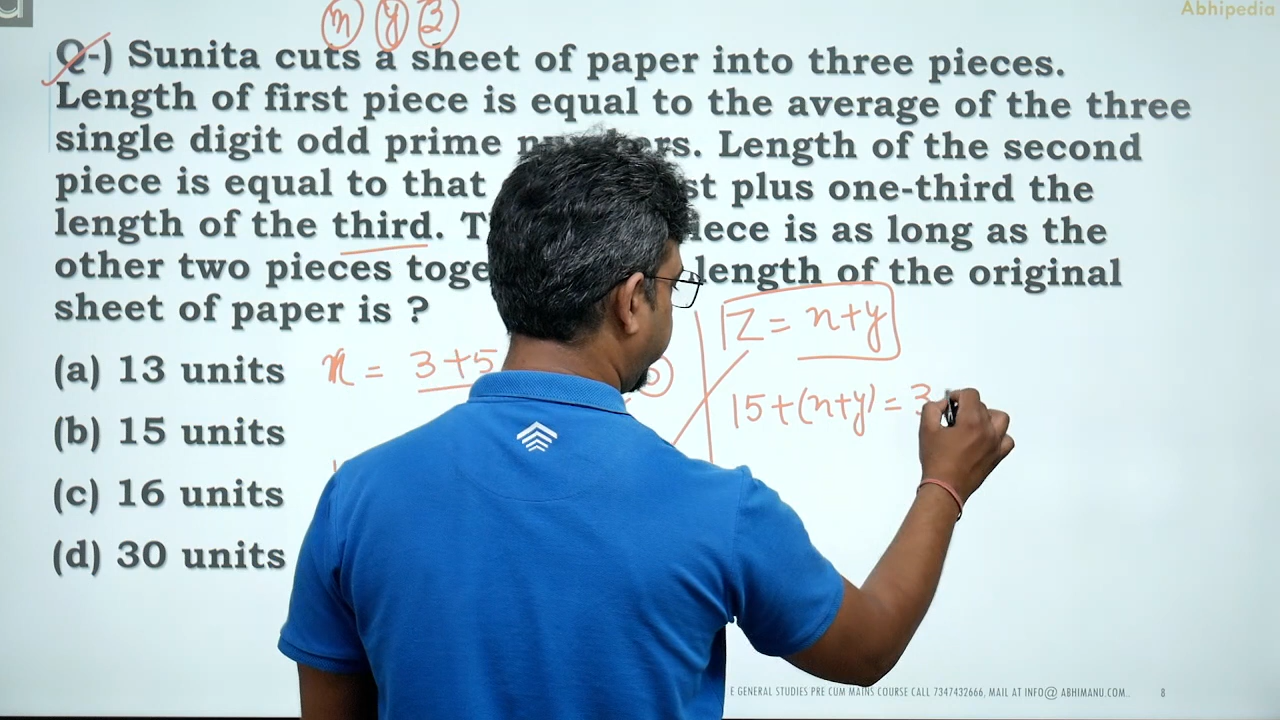 Abhipedia
x y z
Q-) Sunita cuts a sheet of paper into three pieces.
Length of first piece is equal to the average of the three
single digit odd prime Length of the second
piece is equal to that plus one-third the
length of the third. is as long as the
other two pieces length of the original
sheet of paper is ?
(a) 13 units
(b) 15 units
(c) 16 units
(d) 30 units
x = 3+5
Z = x+y
15+(x+y) = 3
E GENERAL STUDIES PRE CUM MAINS COURSE CALL 7347432666, MAIL AT INFO@ ABHIMANU.COM..
8